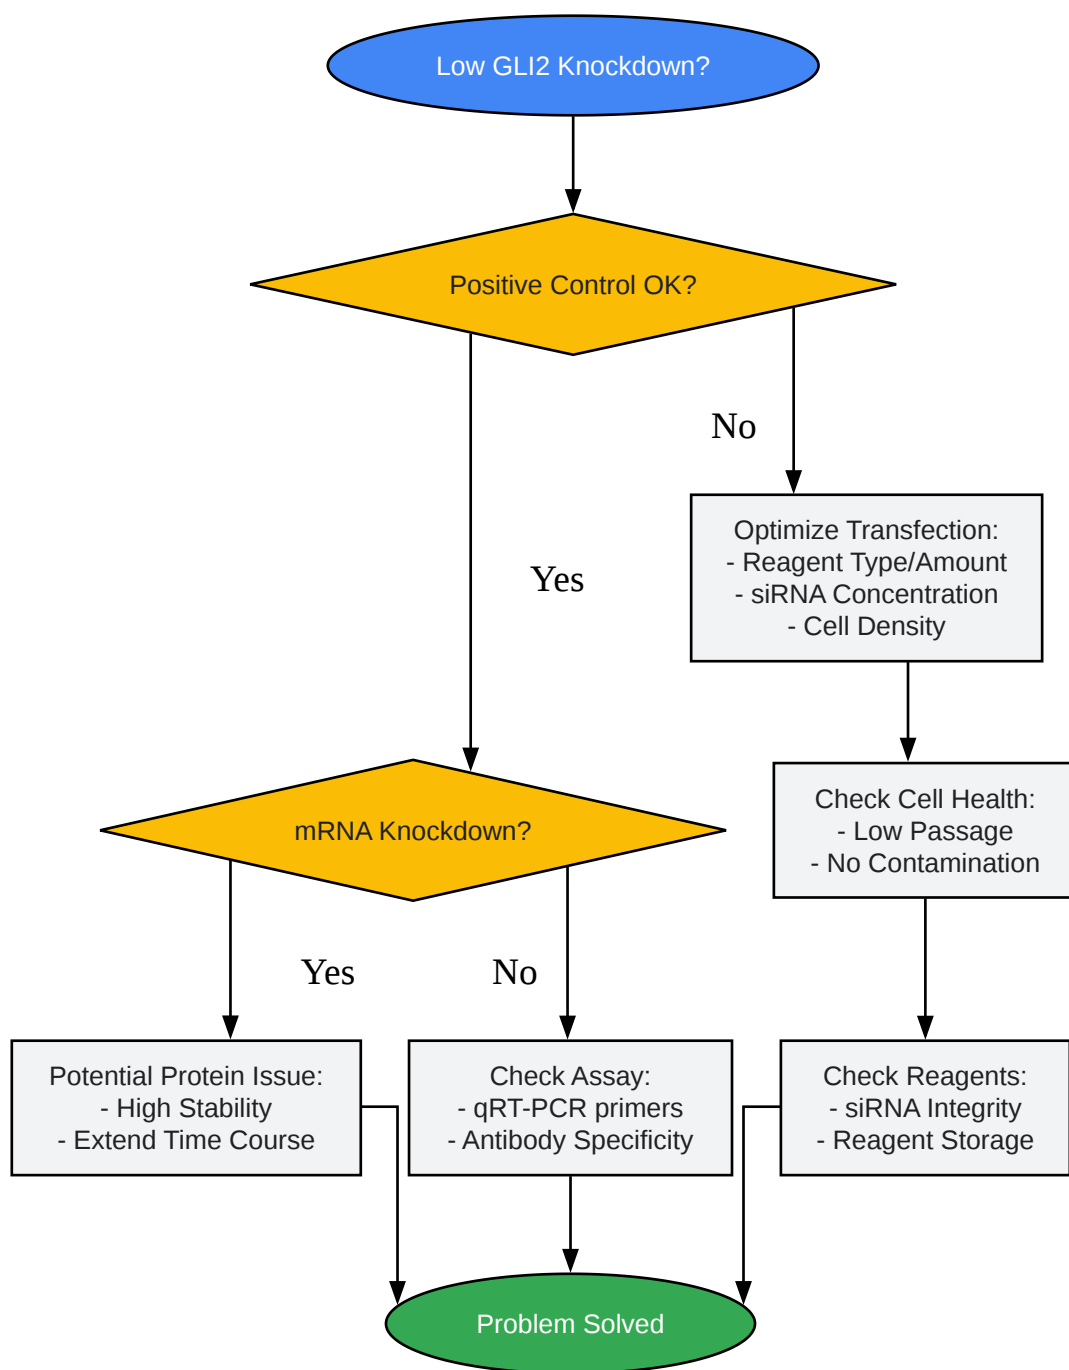 Low GLI2 Knockdown?
Positive Control OK?
No
Optimize Transfection:
- Reagent Type/Amount
- siRNA Concentration
- Cell Density
Yes
Check Cell Health:
- Low Passage
- No Contamination
mRNA Knockdown?
Yes
No
Potential Protein Issue:
- High Stability
- Extend Time Course
Check Assay:
- qRT-PCR primers
- Antibody Specificity
Check Reagents:
- siRNA Integrity
- Reagent Storage
Problem Solved